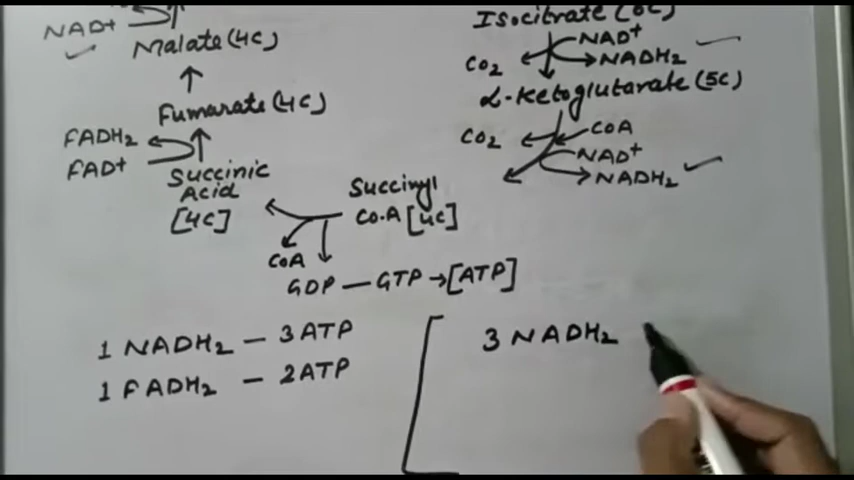 NAD+
Malate (4C)
Fumarate (4C)
FADH₂
FAD+
Succinic
Acid
[4C]
Isocitrate (6C)
NAD+
CO₂
NADH₂
α-Ketoglutarate (5C)
CO₂
CoA
NAD+
NADH₂
Succinyl
CO.A [4C]
CoA
GDP — GTP → [ATP]
1 NADH₂ — 3 ATP
1 FADH₂ — 2 ATP
3 NADH₂